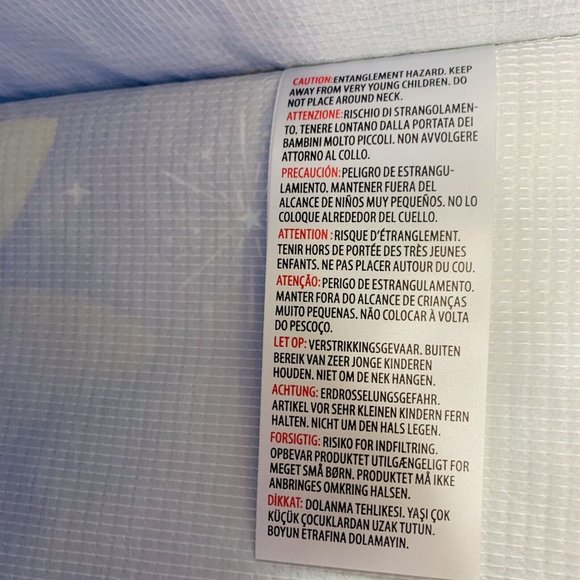 CAUTION:ENTANGLEMENT HAZARD. KEEP
AWAY FROM VERY YOUNG CHILDREN. DO
NOT PLACE AROUND NECK.
ATTENZIONE:RISCHIO DI STRANGOLAMEN-
TO. TENERE LONTANO DALLA PORTATA DEI
BAMBINI MOLTO PICCOLI. NON AVVOLGERE
ATTORNO AL COLLO.
PRECAUCIÓN:PELIGRO DE ESTRANGU-
LAMIENTO. MANTENER FUERA DEL
ALCANCE DE NIÑOS MUY PEQUEÑOS. NO LO
COLOQUE ALREDEDOR DEL CUELLO.
ATTENTION :RISQUE D'ÉTRANGLEMENT.
TENIR HORS DE PORTÉE DES TRÈS JEUNES
ENFANTS. NE PAS PLACER AUTOUR DU COU.
ATENÇÃO: PERIGO DE ESTRANGULAMENTO.
MANTER FORA DO ALCANCE DE CRIANÇAS
MUITO PEQUENAS. NÃO COLOCAR À VOLTA
DO PESCOÇO.
LET OP: VERSTRIKKINGSGEVAAR. BUITEN
BEREIK VAN ZEER JONGE KINDEREN
HOUDEN. NIET OM DE NEK HANGEN.
ACHTUNG: ERDROSSELUNGSGEFAHR.
ARTIKEL VOR SEHR KLEINEN KINDERN FERN
HALTEN. NICHT UM DEN HALS LEGEN.
FORSIGTIG: RISIKO FOR INDFILTRING.
OPBEVAR PRODUKTET UTILGÆNGELIGT FOR
MEGET SMÅ BØRN. PRODUKTET MÅ IKKE
ANBRINGES OMKRING HALSEN.
DİKKAT: DOLANMA TEHLIKESI. YAŞI ÇOK
KÜÇÜK ÇOCUKLARDAN UZAK TUTUN.
BOYUN ETRAFINA DOLAMAYIN.